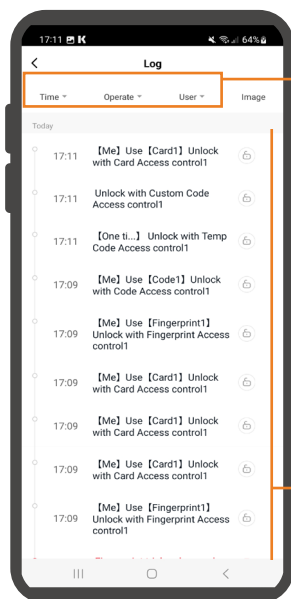 17:11 64%
Log
Time Operate User Image
Today
17:11 【Me】Use【Card1】Unlock
with Card Access control1
17:11 Unlock with Custom Code
Access control1
17:11 【One ti...】 Unlock with Temp
Code Access control1
17:09 【Me】Use【Code1】Unlock
with Code Access control1
17:09 【Me】Use【Fingerprint1】
Unlock with Fingerprint Access
control1
17:09 【Me】Use【Card1】Unlock
with Card Access control1
17:09 【Me】Use【Card1】Unlock
with Card Access control1
17:09 【Me】Use【Card1】Unlock
with Card Access control1
17:09 【Me】Use【Fingerprint1】
Unlock with Fingerprint Access
control1